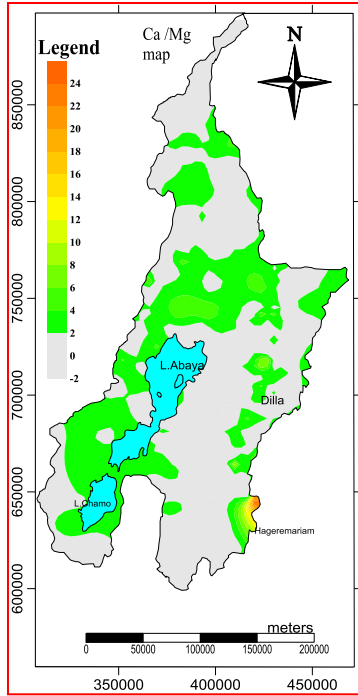 Ca /Mg
map
N
Legend
24
22
20
18
16
14
12
10
8
6
4
2
0
-2
850000
800000
750000
700000
650000
600000
L.Abaya
Dilla
L.Chamo
Hageremariam
meters
0 50000 100000 150000 200000
350000 400000 450000